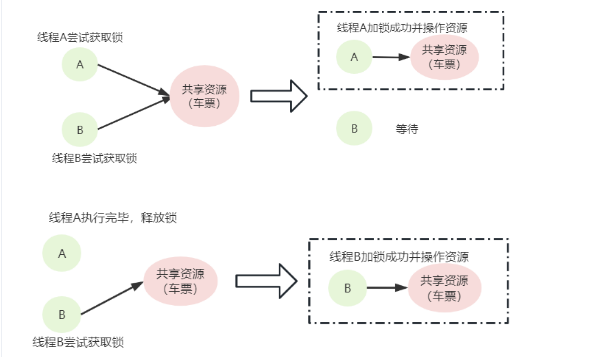 线程A尝试获取锁
A
共享资源
（车票）
B
线程B尝试获取锁
线程A加锁成功并操作资源
A
共享资源
（车票）
B
等待
线程A执行完毕，释放锁
A
共享资源
（车票）
B
线程B尝试获取锁
线程B加锁成功并操作资源
B
共享资源
（车票）